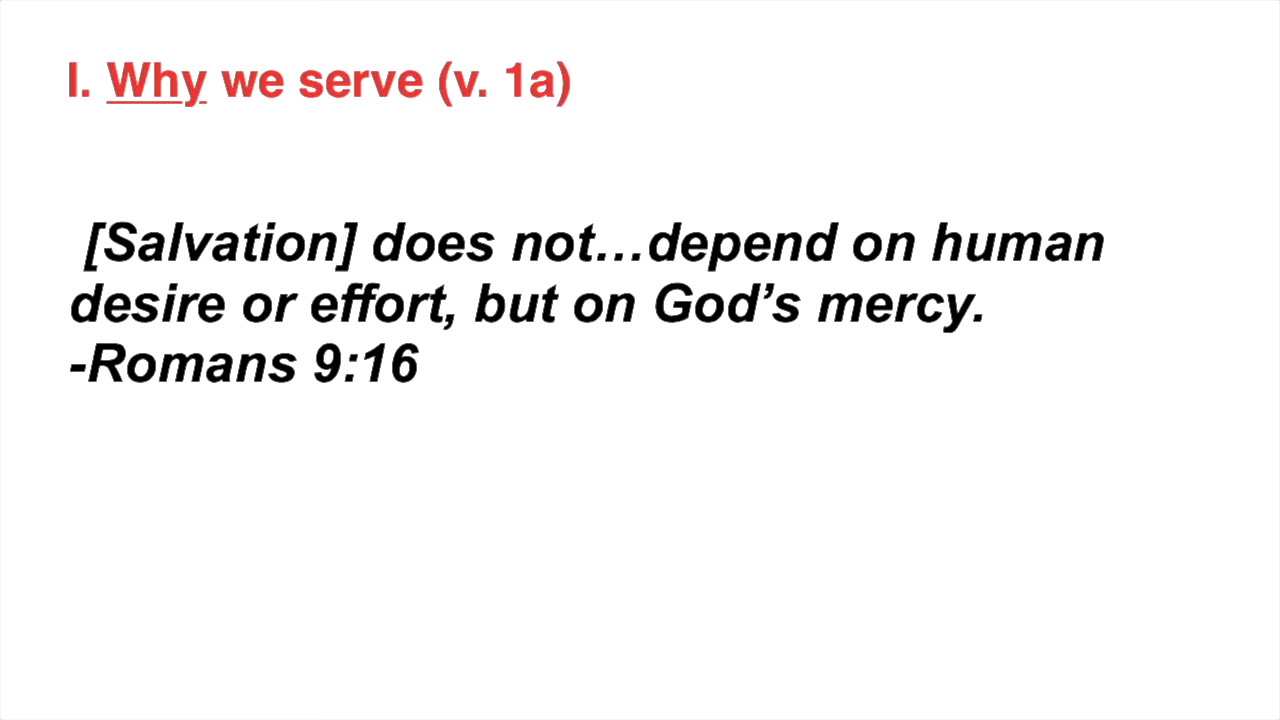 I. Why we serve (v. 1a)
[Salvation] does not…depend on human
desire or effort, but on God’s mercy.
-Romans 9:16